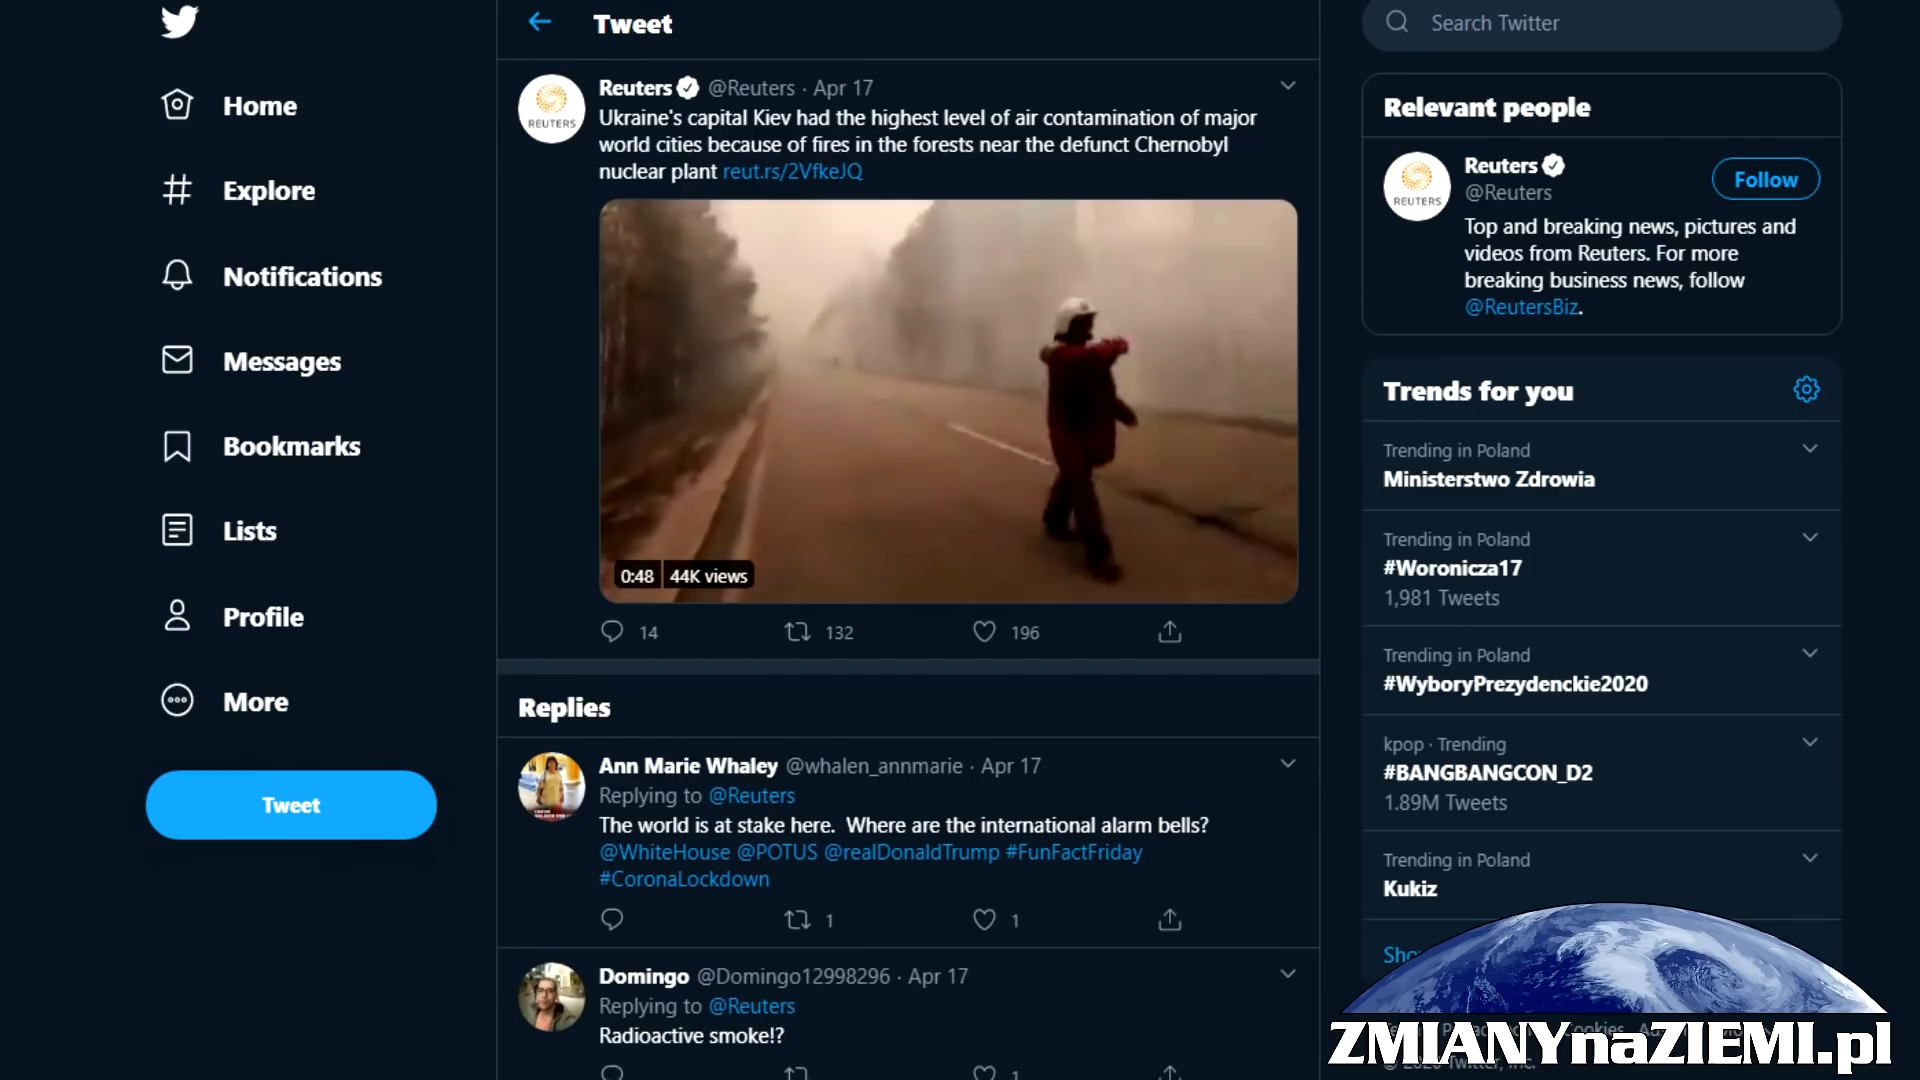 Home
Explore
Notifications
Messages
Bookmarks
Lists
Profile
More
Tweet
Tweet
Reuters @Reuters · Apr 17
Ukraine's capital Kiev had the highest level of air contamination of major
world cities because of fires in the forests near the defunct Chernobyl
nuclear plant reut.rs/2VfkeJQ
REUTERS
0:48 44K views
14 132 196
Replies
Ann Marie Whaley @whalen_annmarie · Apr 17
Replying to @Reuters
The world is at stake here. Where are the international alarm bells?
@WhiteHouse @POTUS @realDonaldTrump #FunFactFriday
#CoronaLockdown
1 1
Domingo @Domingo12998296 · Apr 17
Replying to @Reuters
Radioactive smoke!?
1
Search Twitter
Relevant people
Reuters
@Reuters
Follow
REUTERS
Top and breaking news, pictures and
videos from Reuters. For more
breaking business news, follow
@ReutersBiz.
Trends for you
Trending in Poland
Ministerstwo Zdrowia
Trending in Poland
#Woronicza17
1,981 Tweets
Trending in Poland
#WyboryPrezydenckie2020
kpop · Trending
#BANGBANGCON_D2
1.89M Tweets
Trending in Poland
Kukiz
ZMIANYnaZIEMI.pl